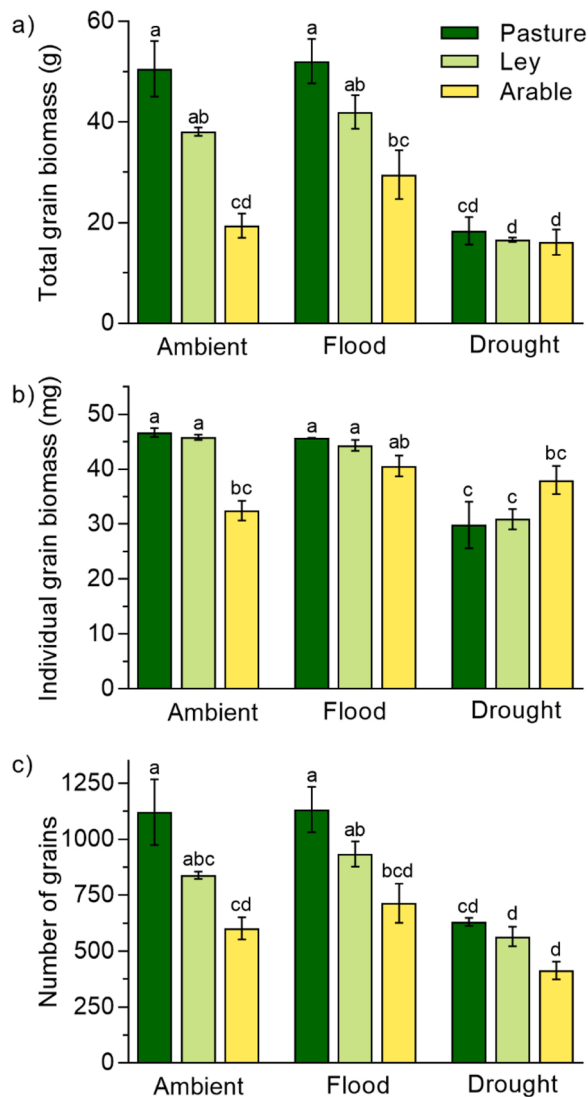 a)
Total grain biomass (g)
60
40
20
0
a
ab
cd
a
ab
bc
cd
d
d
Pasture
Ley
Arable
Ambient
Flood
Drought
b)
Individual grain biomass (mg)
50
40
30
20
10
0
a
a
bc
a
a
ab
c
c
bc
Ambient
Flood
Drought
c)
Number of grains
1250
1000
750
500
250
0
a
abc
cd
a
ab
bcd
cd
d
d
Ambient
Flood
Drought